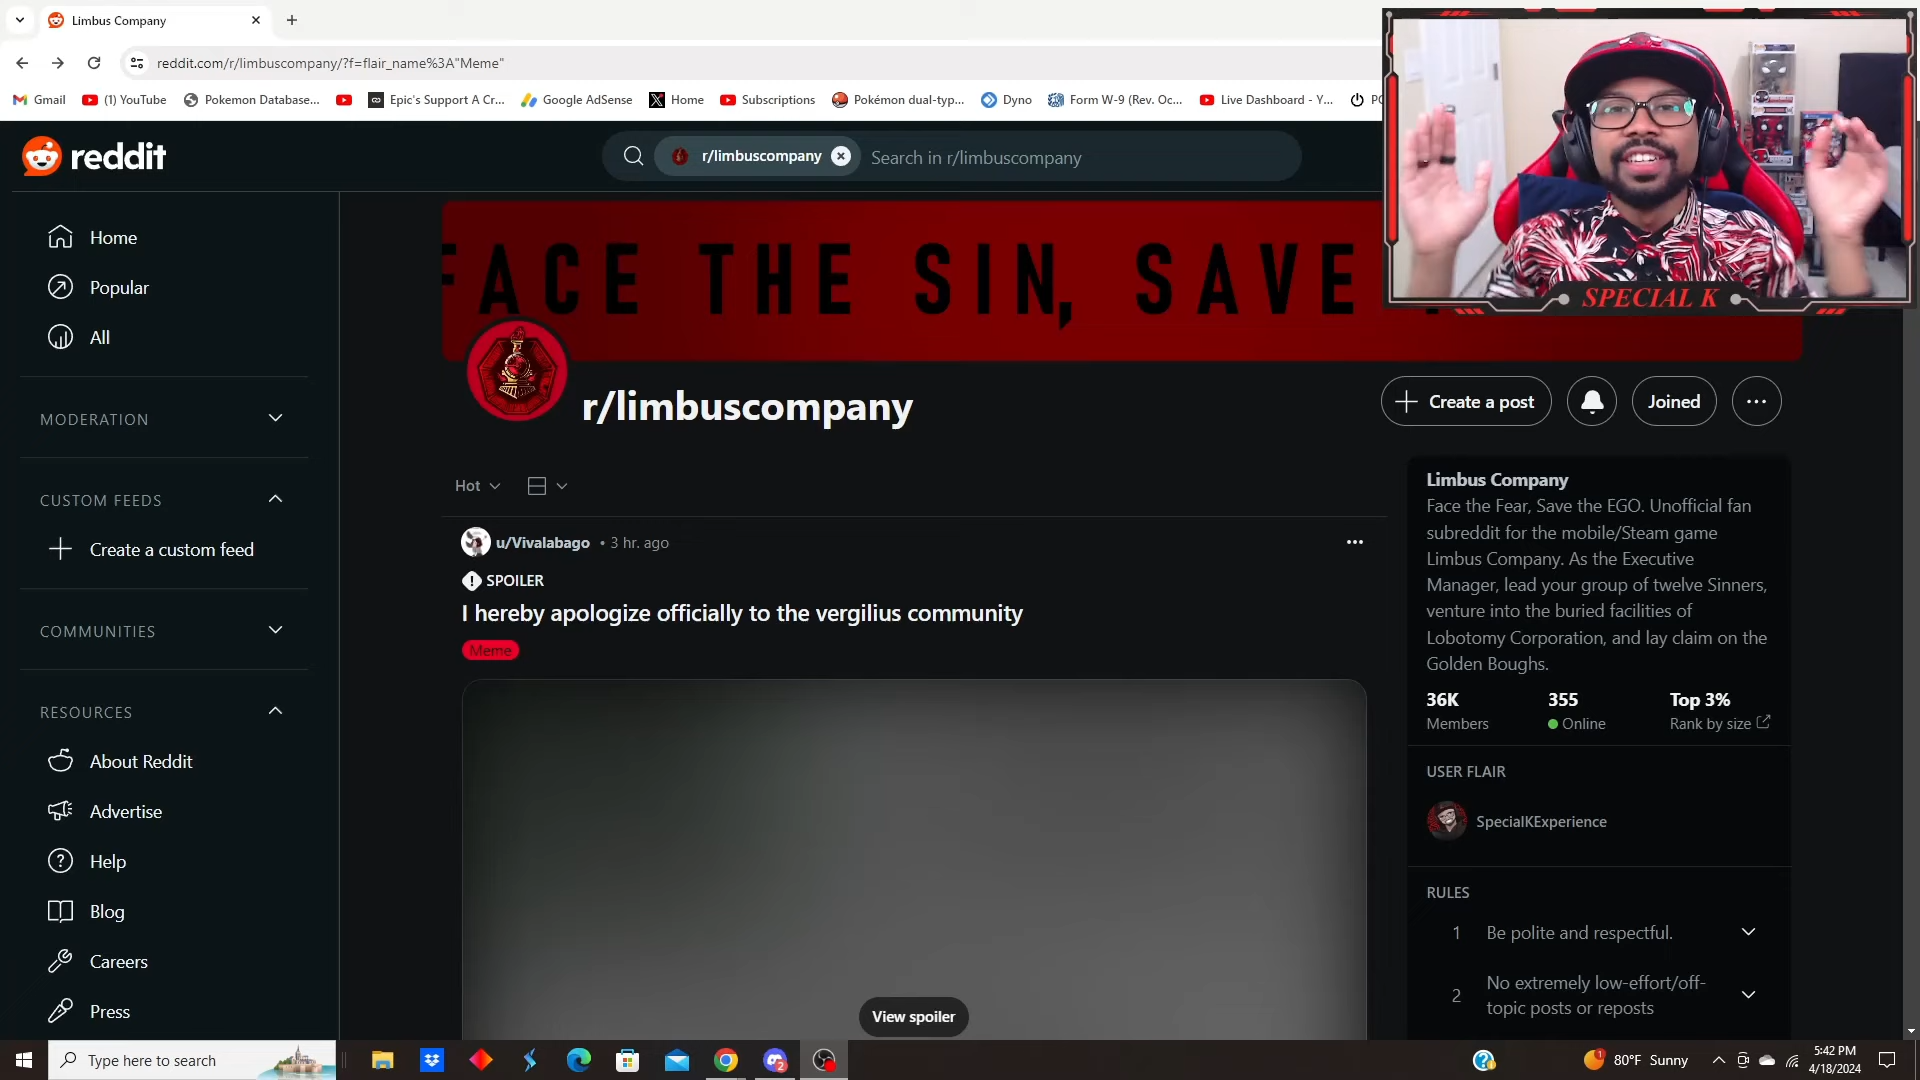 Limbus Company
reddit.com/r/limbuscompany/?f=flair_name%3A"Meme"
Gmail (1) YouTube Pokemon Database... Epic's Support A Cr... Google AdSense Home Subscriptions Pokémon dual-typ... Dyno Form W-9 (Rev. Oc... Live Dashboard - Y...
reddit
r/limbuscompany Search in r/limbuscompany
SPECIAL K
FACE THE SIN, SAVE
Home
Popular
All
MODERATION
CUSTOM FEEDS
Create a custom feed
COMMUNITIES
RESOURCES
About Reddit
Advertise
Help
Blog
Careers
Press
r/limbuscompany
Create a post
Joined
Hot
u/Vivalabago • 3 hr. ago
SPOILER
I hereby apologize officially to the vergilius community
Meme
View spoiler
Limbus Company
Face the Fear, Save the EGO. Unofficial fan
subreddit for the mobile/Steam game
Limbus Company. As the Executive
Manager, lead your group of twelve Sinners,
venture into the buried facilities of
Lobotomy Corporation, and lay claim on the
Golden Boughs.
36K 355 Top 3%
Members Online Rank by size
USER FLAIR
SpecialKExperience
RULES
1 Be polite and respectful.
2 No extremely low-effort/off-
topic posts or reposts
Type here to search
2
1 80°F Sunny
5:42 PM
4/18/2024